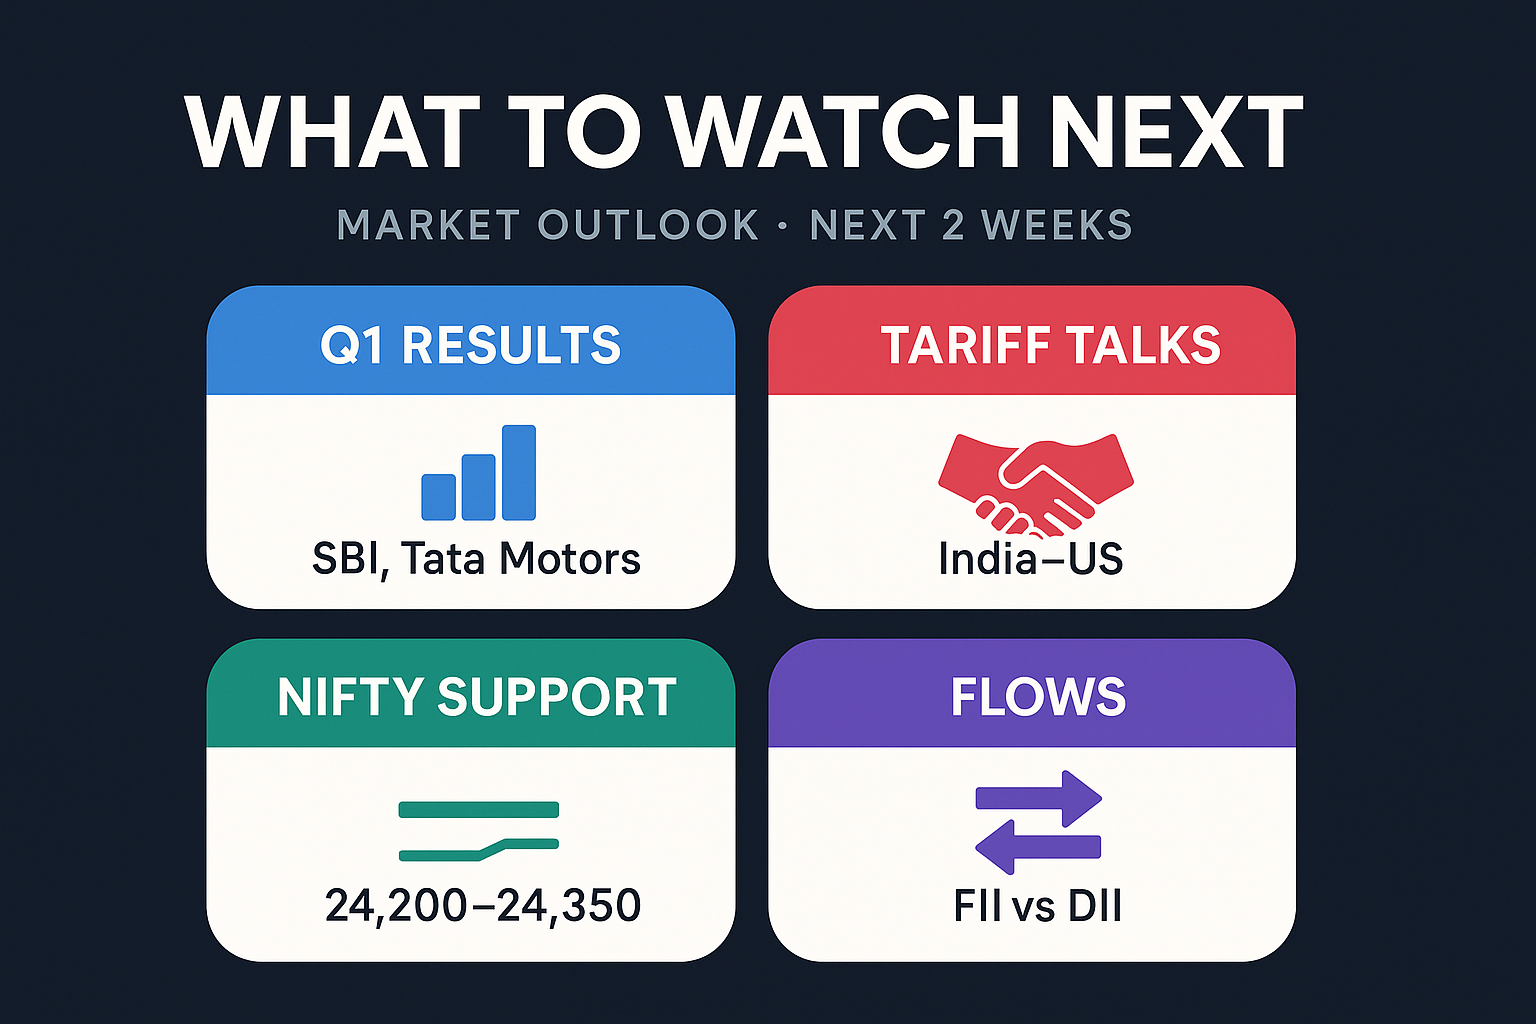 WHAT TO WATCH NEXT
MARKET OUTLOOK · NEXT 2 WEEKS
Q1 RESULTS
SBI, Tata Motors
TARIFF TALKS
India–US
NIFTY SUPPORT
24,200–24,350
FLOWS
FII vs DII